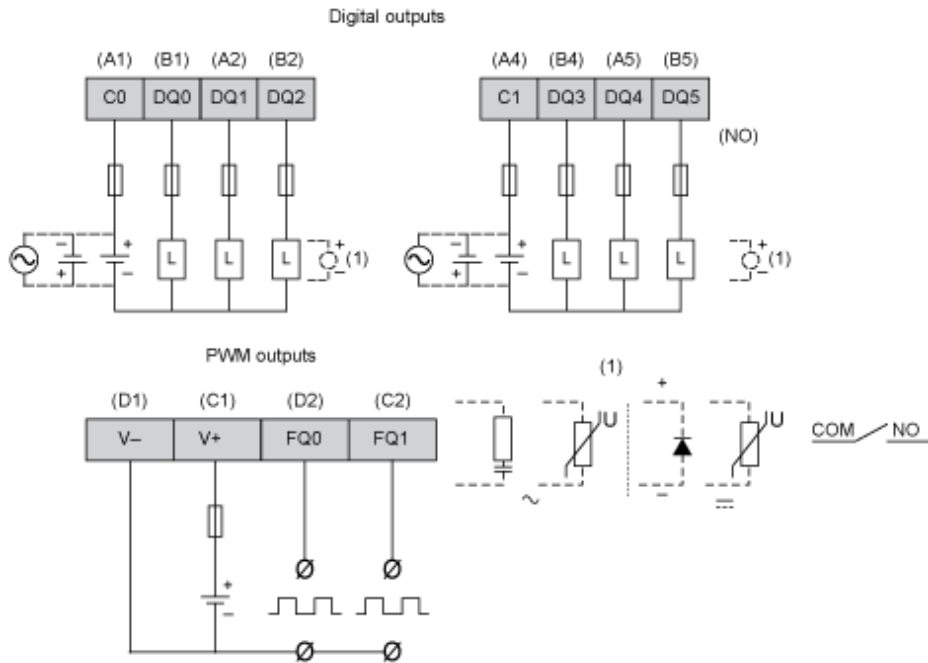 Digital outputs
(A1) (B1) (A2) (B2) (A4) (B4) (A5) (B5)
C0 DQ0 DQ1 DQ2 C1 DQ3 DQ4 DQ5
(NO)
− + + − L L L + − (1) − + + − L L L + − (1)
PWM outputs
(1)
(D1) (C1) (D2) (C2)
V− V+ FQ0 FQ1
+ U U COM NO
~ − ⎓
+ −